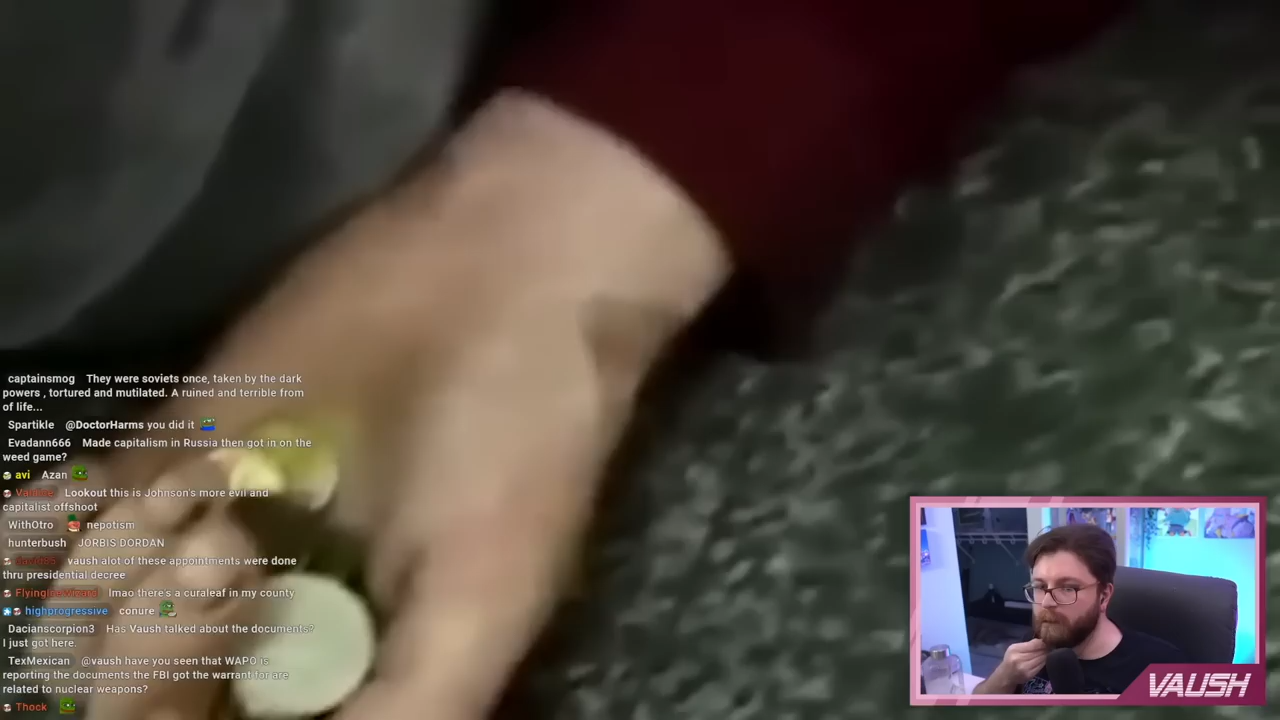 captainsmog They were soviets once, taken by the dark
powers , tortured and mutilated. A ruined and terrible from
of life...
Spartikle @DoctorHarms you did it
Evadann666 Made capitalism in Russia then got in on the
weed game?
avi Azan
Lookout this is Johnson's more evil and
capitalist offshoot
WithOtro nepotism
hunterbush JORBIS DORDAN
vaush alot of these appointments were done
thru presidential decree
lmao there's a curaleaf in my county
highprogressive conure
Dacianscorpion3 Has Vaush talked about the documents?
I just got here.
TexMexican @vaush have you seen that WAPO is
reporting the documents the FBI got the warrant for are
related to nuclear weapons?
Thock
VAUSH